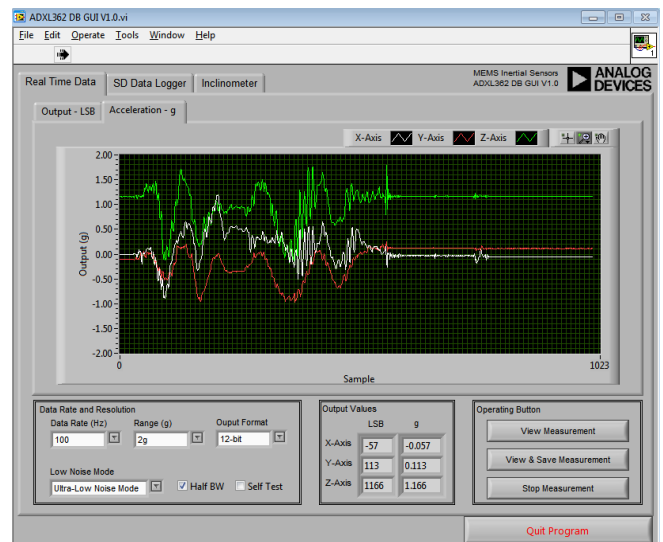 ADXL362 DB GUI V1.0.vi
File Edit Operate Tools Window Help
1
Real Time Data SD Data Logger Inclinometer
MEMS Inertial Sensors
ADXL362 DB GUI V1.0
ANALOG
DEVICES
Output - LSB Acceleration - g
X-Axis Y-Axis Z-Axis
2.00
1.50
1.00
0.50
0.00
-0.50
-1.00
-1.50
-2.00
Output (g)
0 1023
Sample
Data Rate and Resolution
Data Rate (Hz) Range (g) Ouput Format
100 2g 12-bit
Low Noise Mode
Ultra-Low Noise Mode Half BW Self Test
Output Values
LSB g
X-Axis -57 -0.057
Y-Axis 113 0.113
Z-Axis 1166 1.166
Operating Button
View Measurement
View & Save Measurement
Stop Measurement
Quit Program